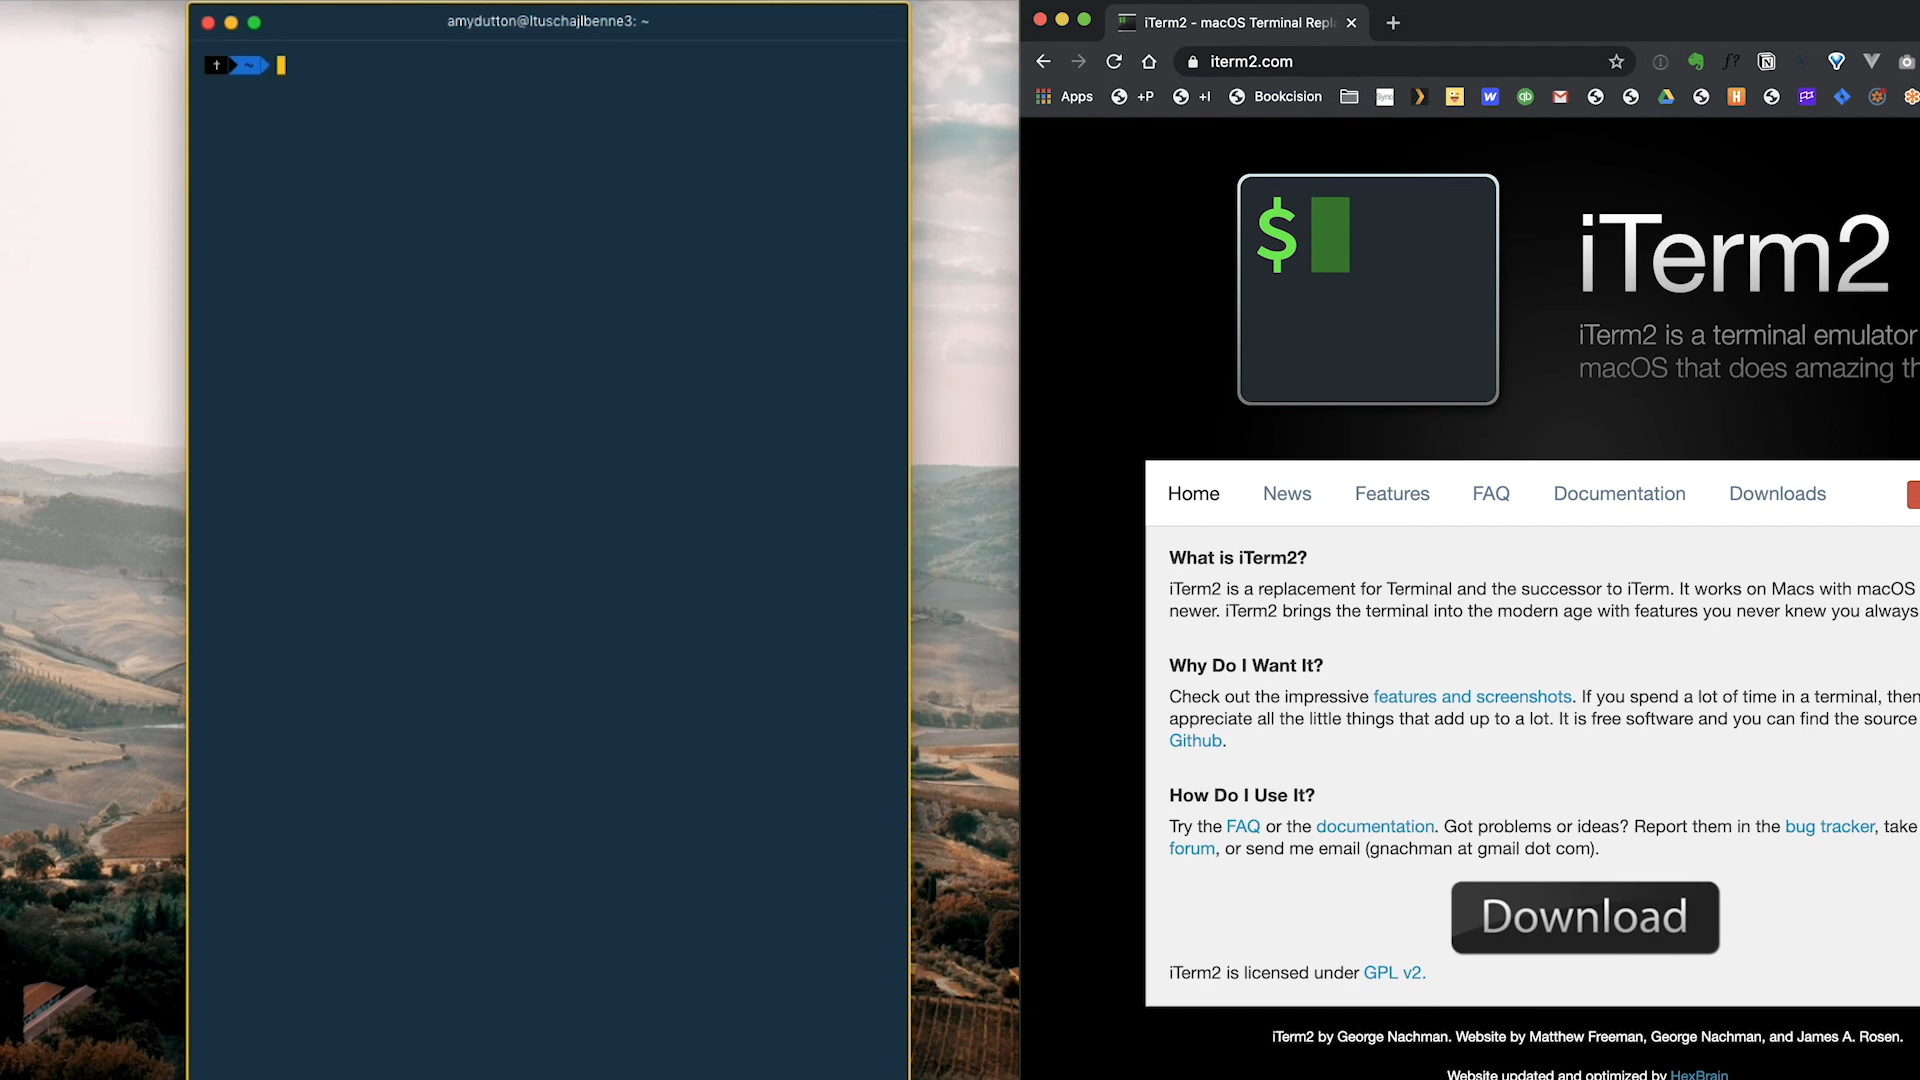 amydutton@ltuschajlbenne3: ~
~
iTerm2 - macOS Terminal Repla
iterm2.com
Apps
+P
+I
Bookcision
$
iTerm2
iTerm2 is a terminal emulator
macOS that does amazing th
Home
News
Features
FAQ
Documentation
Downloads
What is iTerm2?
iTerm2 is a replacement for Terminal and the successor to iTerm. It works on Macs with macOS
newer. iTerm2 brings the terminal into the modern age with features you never knew you always
Why Do I Want It?
Check out the impressive features and screenshots. If you spend a lot of time in a terminal, then
appreciate all the little things that add up to a lot. It is free software and you can find the source
Github.
How Do I Use It?
Try the FAQ or the documentation. Got problems or ideas? Report them in the bug tracker, take
forum, or send me email (gnachman at gmail dot com).
Download
iTerm2 is licensed under GPL v2.
iTerm2 by George Nachman. Website by Matthew Freeman, George Nachman, and James A. Rosen.
Website updated and optimized by HexBrain